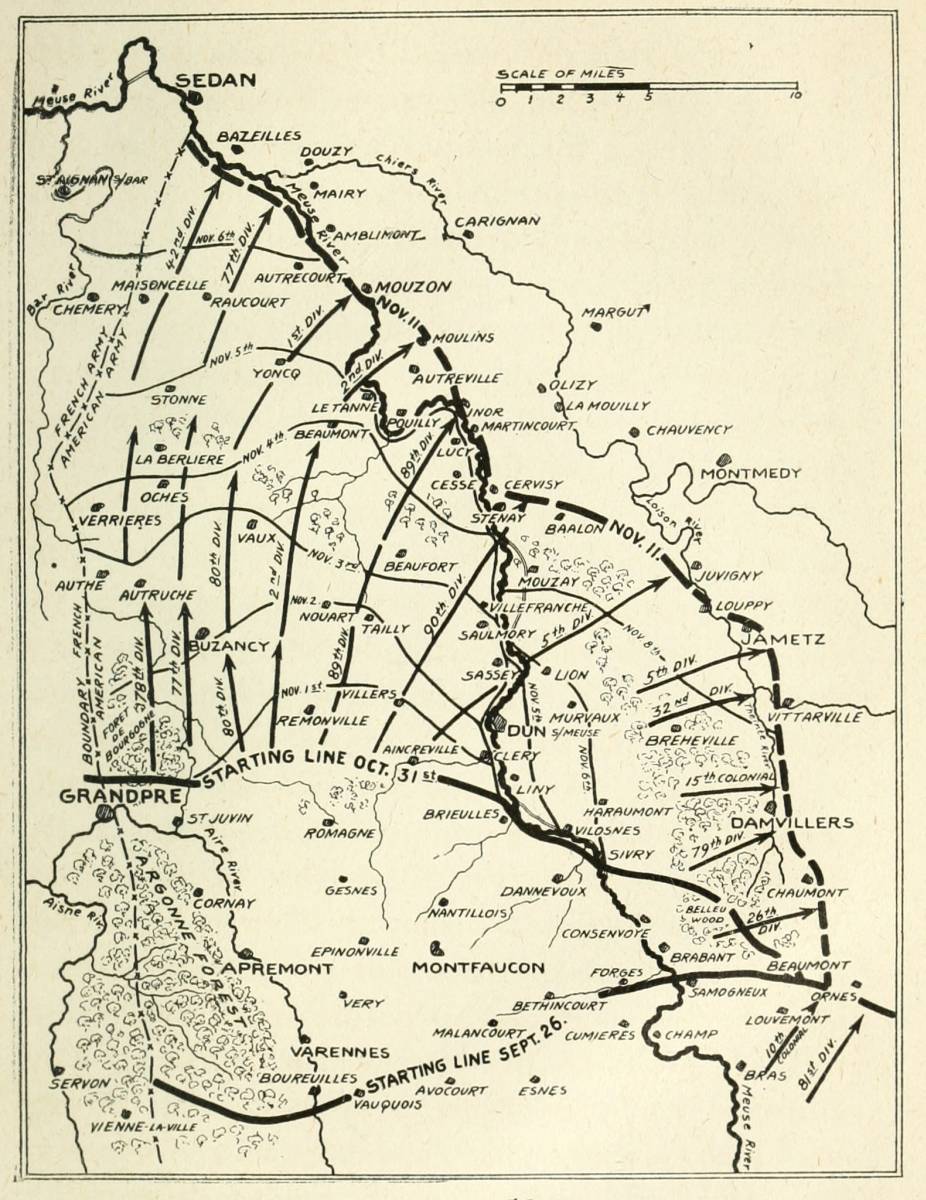 SCALE OF MILES
0 1 2 3 4 5 10
Meuse River
SEDAN
BAZEILLES
DOUZY
Chiers River
ST AIGNAN S/BAR
MAIRY
Meuse River
CARIGNAN
AMBLIMONT
42nd DIV.
NOV. 6th
77th DIV.
Bar River
MAISONCELLE
AUTRECOURT
MOUZON
CHEMERY
RAUCOURT
NOV. 11
MARGUT
1st. DIV.
MOULINS
FRENCH ARMY
AMERICAN ARMY
NOV. 5th
YONCQ
2nd DIV.
AUTREVILLE
OLIZY
STONNE
LETANNE
POUILLY
INOR
LA MOUILLY
BEAUMONT
MARTINCOURT
CHAUVENCY
NOV. 4th
LA BERLIERE
89th DIV
LUCY
MONTMEDY
OCHES
CESSE
CERVISY
VERRIERES
STENAY
BAALON
NOV. 11
Loison River
VAUX
NOV. 3rd
80th DIV
2nd DIV.
BEAUFORT
AUTHE
AUTRUCHE
MOUZAY
JUVIGNY
NOV. 2.
NOUART
TAILLY
90th DIV.
VILLEFRANCHE
LOUPPY
BUZANCY
SAULMORY
5th DIV.
NOV 8th
JAMETZ
BOUNDARY FRENCH
AMERICAN
78th DIV.
77th DIV.
80th DIV.
89th DIV.
SASSEY
LION
5th DIV.
NOV. 1st
VILLERS
NOV 5th
32nd DIV.
FORET DE BOURGOGNE
REMONVILLE
MURVAUX
VITTARVILLE
DUN S/MEUSE
BREHEVILLE
Theinte River
AINCREVILLE
CLERY
NOV 6th
STARTING LINE OCT. 31st
15th COLONIAL
GRANDPRE
LINY
HARAUMONT
BRIEULLES
DAMVILLERS
ST JUVIN
ROMAGNE
VILOSNES
79th DIV.
Aire River
SIVRY
ARGONNE FOREST
GESNES
DANNEVOUX
CHAUMONT
Aisne Riv
CORNAY
NANTILLOIS
BELLEU WOOD
26th DIV.
CONSENVOYE
EPINONVILLE
BRABANT
APREMONT
MONTFAUCON
BEAUMONT
FORGES
VERY
BETHINCOURT
SAMOGNEUX
ORNES
LOUVEMONT
MALANCOURT
CUMIERES
CHAMP
STARTING LINE SEPT. 26.
10th COLONIAL
VARENNES
81st DIV.
BRAS
SERVON
BOUREUILLES
AVOCOURT
ESNES
VAUQUOIS
VIENNE-LA-VILLE
Meuse River